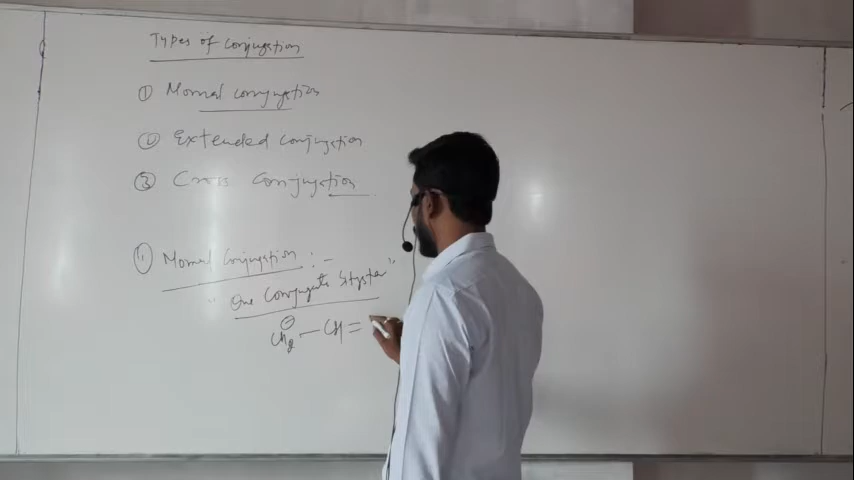 Types of conjugation
① Normal conjugation
② Extended conjugation
③ Cross conjugation
① Normal conjugation :-
"One Conjugate System"
⊖
CH₂ — CH =